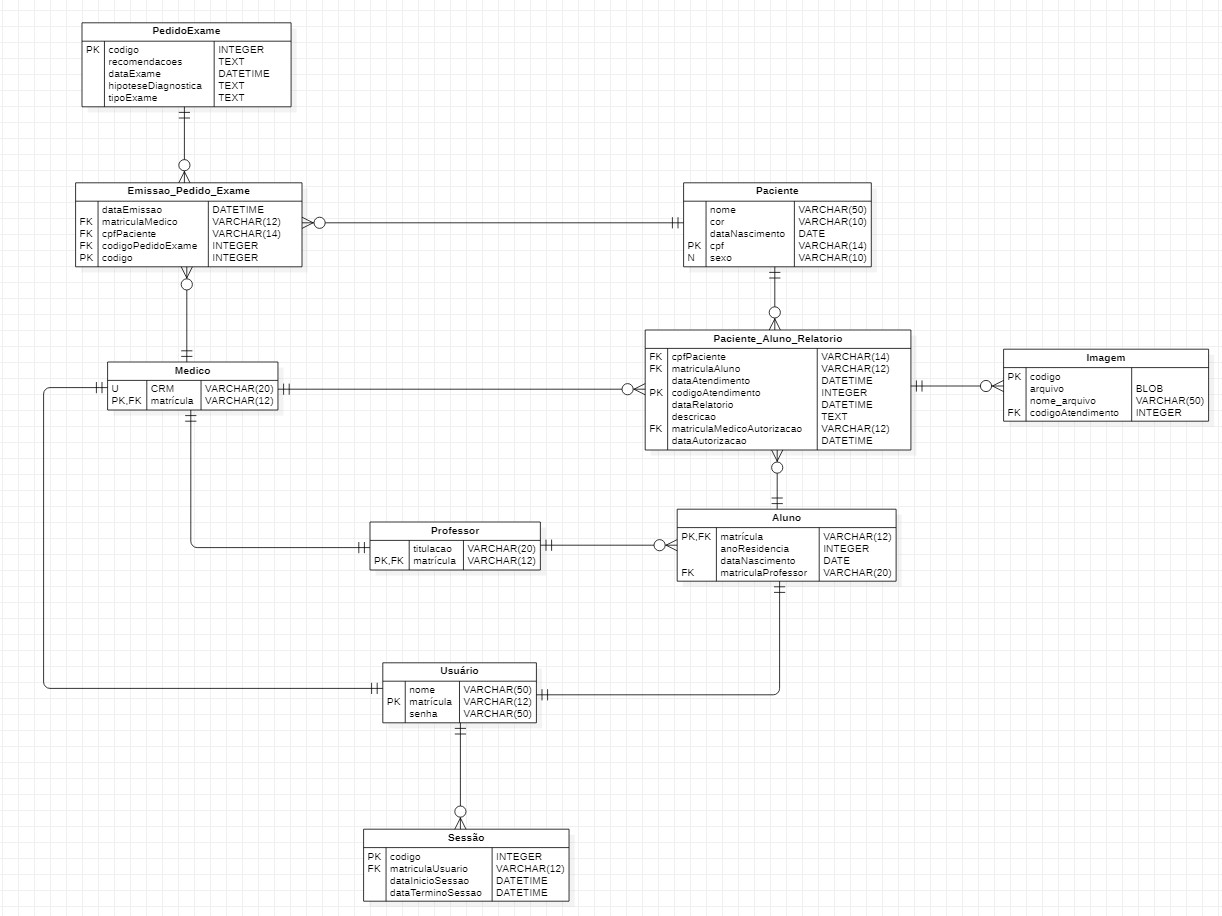 PedidoExame
PK codigo INTEGER
recomendacoes TEXT
dataExame DATETIME
hipoteseDiagnostica TEXT
tipoExame TEXT
Emissao_Pedido_Exame
dataEmissao DATETIME
FK matriculaMedico VARCHAR(12)
FK cpfPaciente VARCHAR(14)
FK codigoPedidoExame INTEGER
PK codigo INTEGER
Paciente
nome VARCHAR(50)
cor VARCHAR(10)
dataNascimento DATE
PK cpf VARCHAR(14)
N sexo VARCHAR(10)
Paciente_Aluno_Relatorio
FK cpfPaciente VARCHAR(14)
FK matriculaAluno VARCHAR(12)
dataAtendimento DATETIME
PK codigoAtendimento INTEGER
dataRelatorio DATETIME
descricao TEXT
FK matriculaMedicoAutorizacao VARCHAR(12)
dataAutorizacao DATETIME
Imagem
PK codigo
arquivo BLOB
nome_arquivo VARCHAR(50)
FK codigoAtendimento INTEGER
Medico
U CRM VARCHAR(20)
PK,FK matrícula VARCHAR(12)
Professor
titulacao VARCHAR(20)
PK,FK matrícula VARCHAR(12)
Aluno
PK,FK matrícula VARCHAR(12)
anoResidencia INTEGER
dataNascimento DATE
FK matriculaProfessor VARCHAR(20)
Usuário
nome VARCHAR(50)
PK matrícula VARCHAR(12)
senha VARCHAR(50)
Sessão
PK codigo INTEGER
FK matriculaUsuario VARCHAR(12)
dataInicioSessao DATETIME
dataTerminoSessao DATETIME